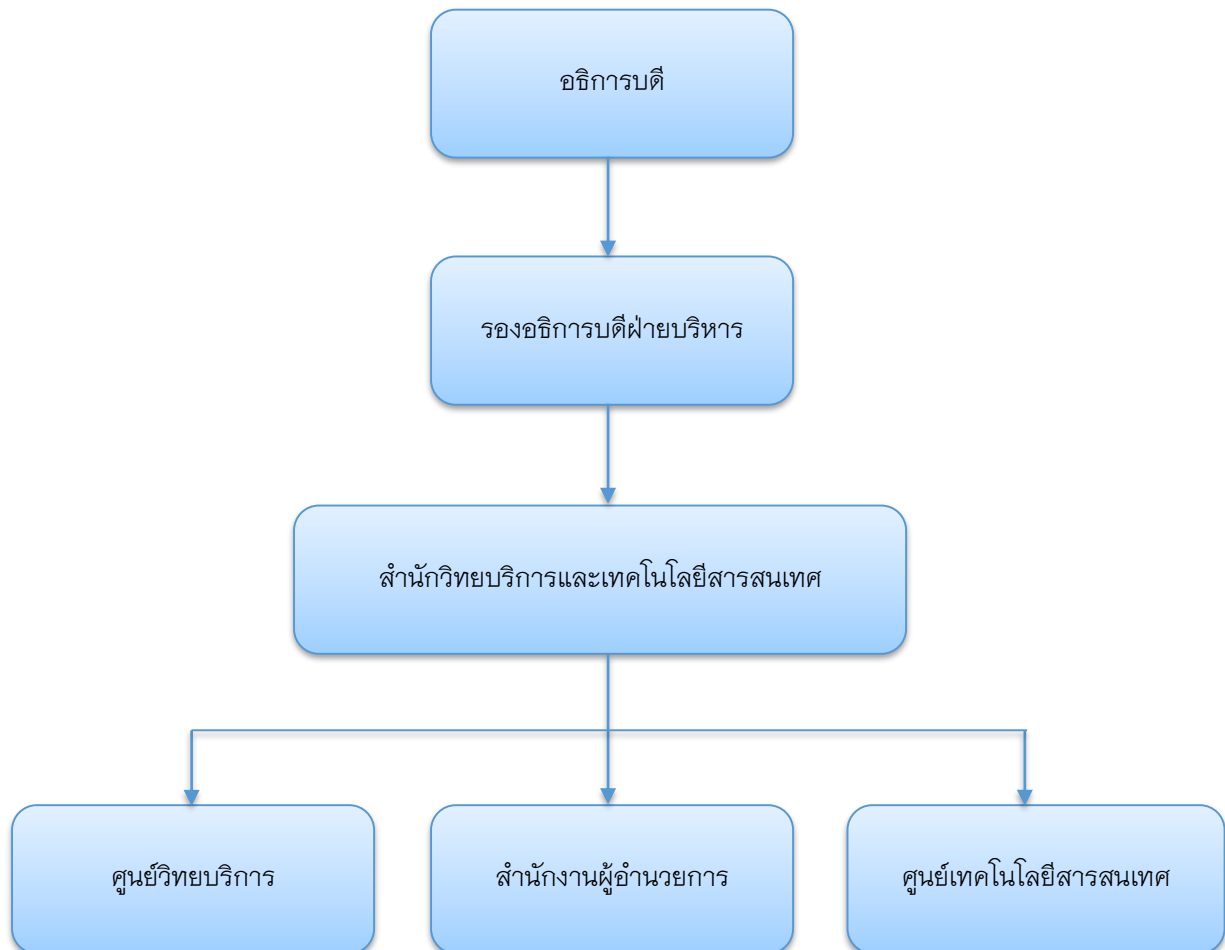 อธิการบดี
รองอธิการบดีฝ่ายบริหาร
สำนักวิทยบริการและเทคโนโลยีสารสนเทศ
ศูนย์วิทยบริการ
สำนักงานผู้อำนวยการ
ศูนย์เทคโนโลยีสารสนเทศ